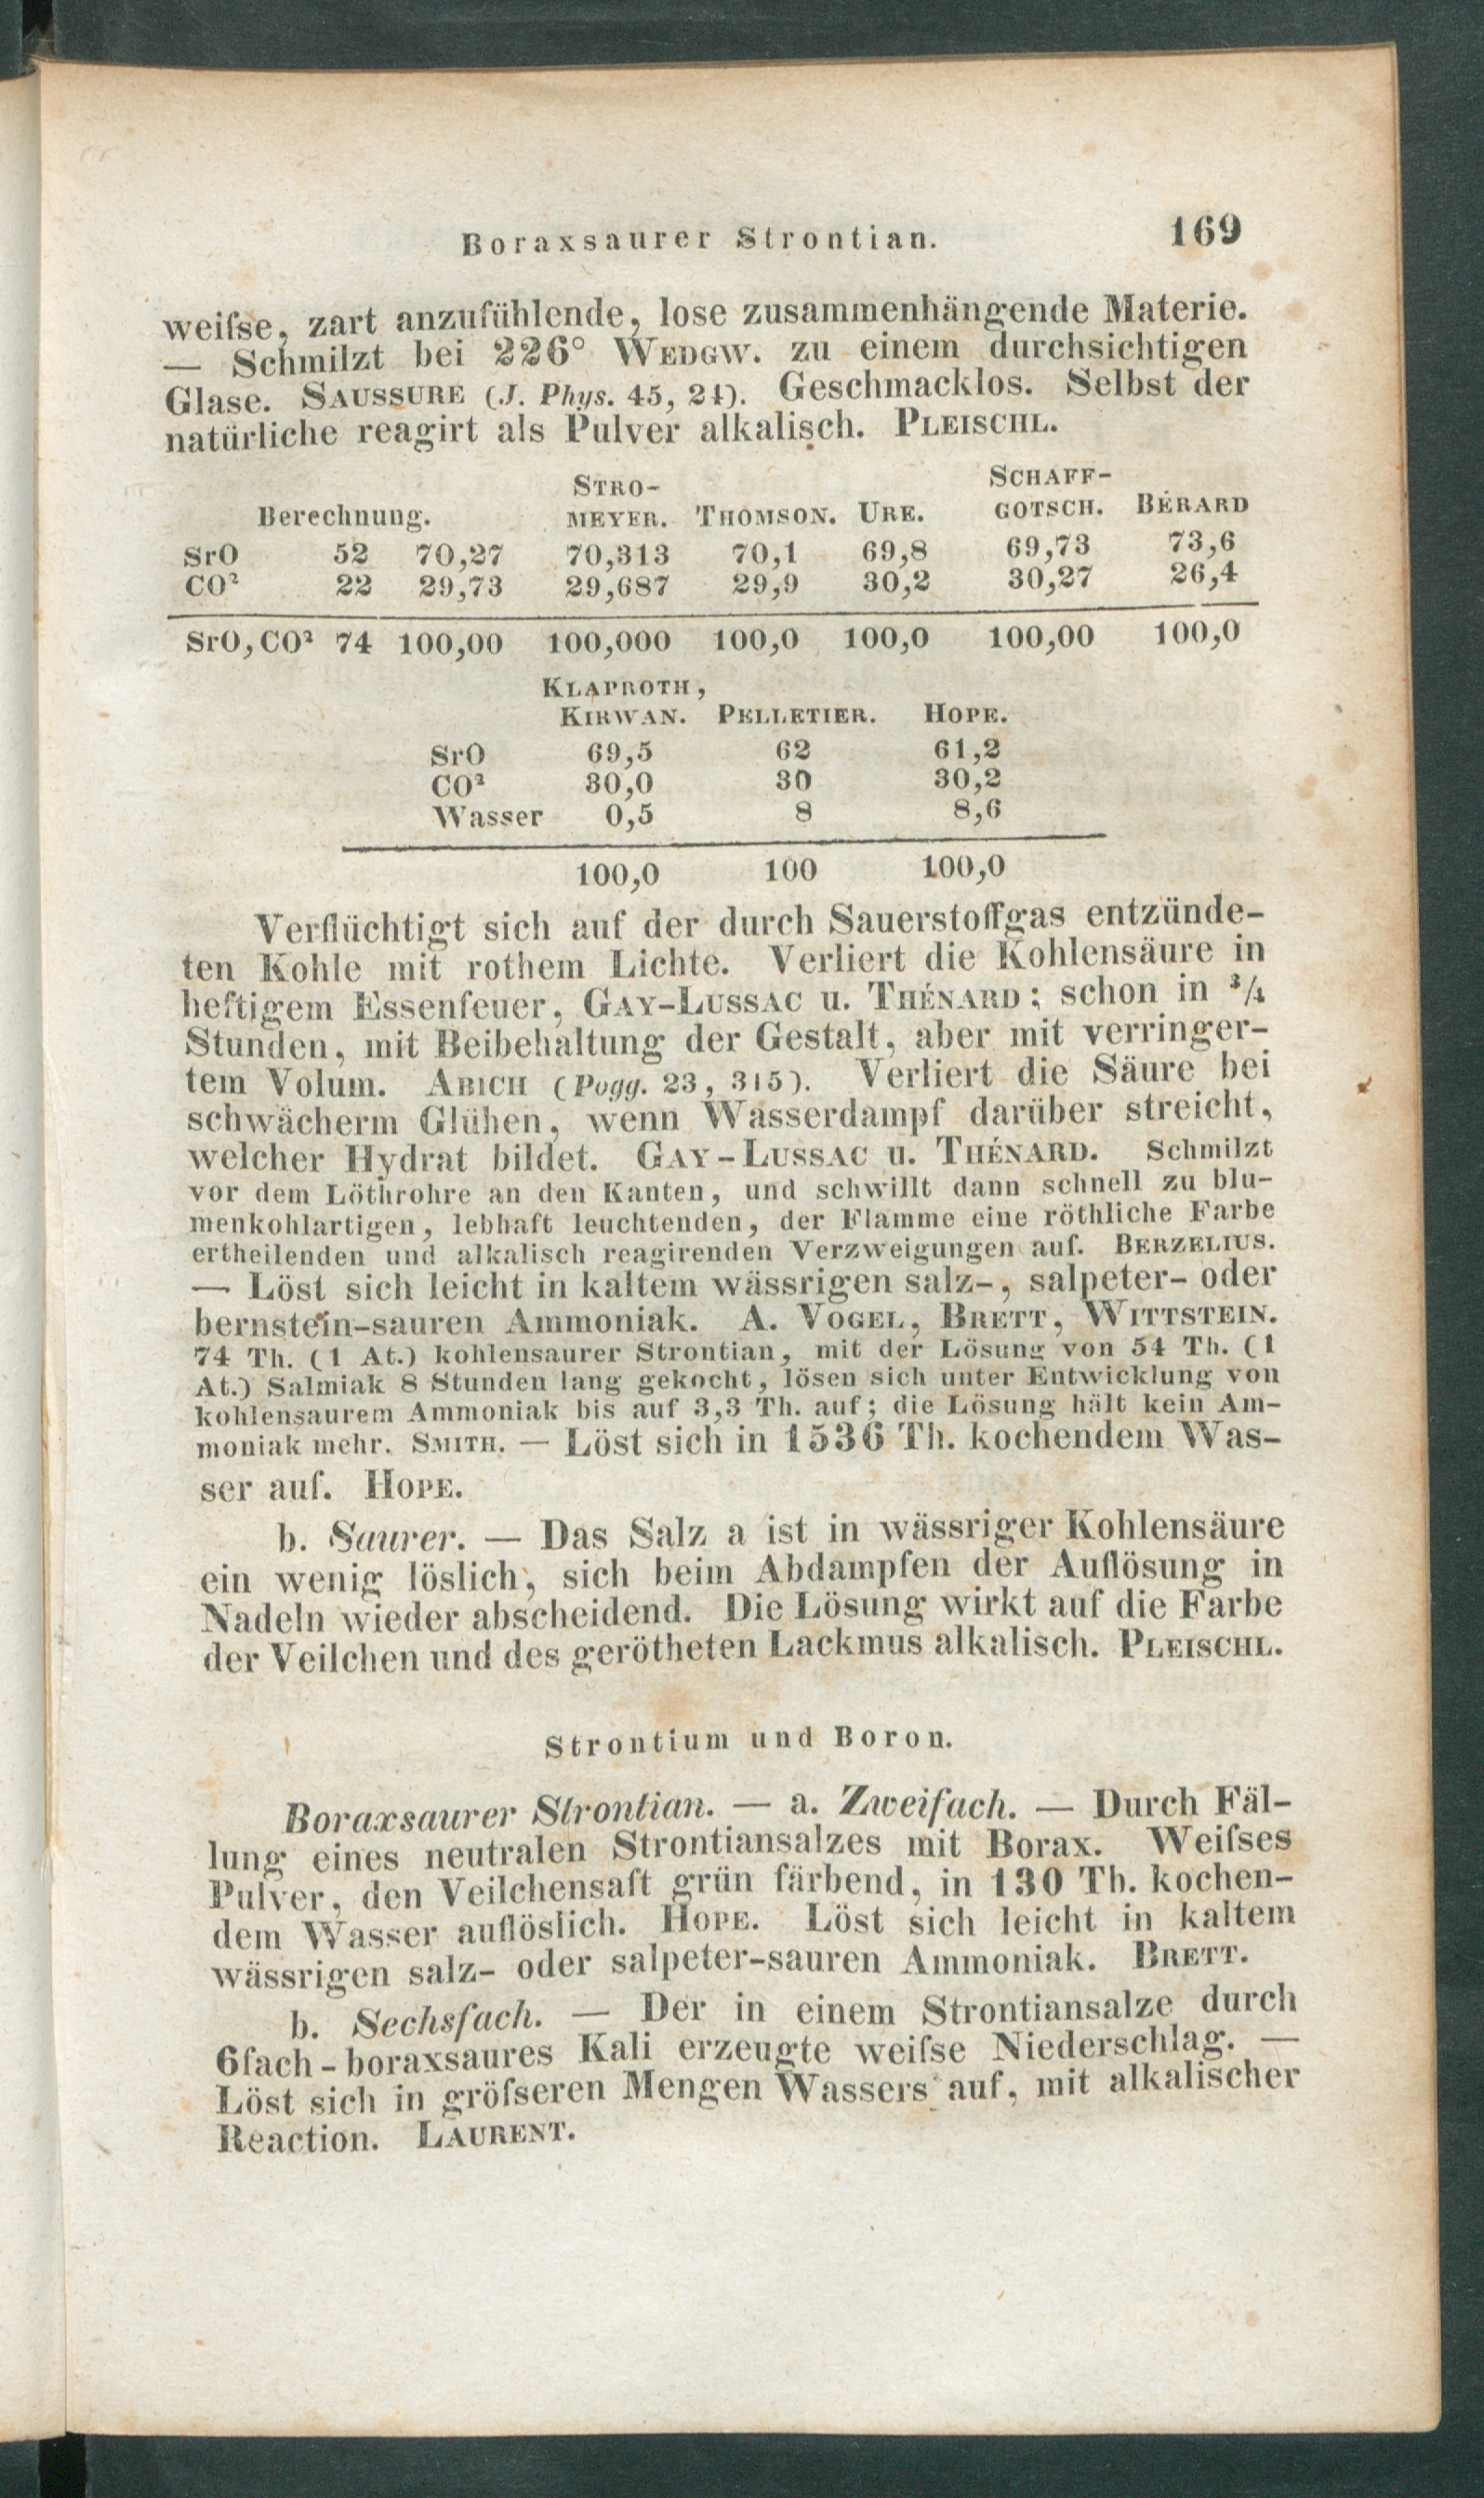 Boraxsaurer Strontian. 169
weiſse, zart anzufühlende, lose zusammenhängende Materie.
— Schmilzt bei 226° WEDGW. zu einem durchsichtigen
Glase. SAUSSURE (J. Phys. 45, 24). Geschmacklos. Selbst der
natürliche reagirt als Pulver alkalisch. PLEISCHL.
STRO- SCHAFF-
Berechnung. MEYER. THOMSON. URE. GOTSCH. BÉRARD
SrO 52 70,27 70,313 70,1 69,8 69,73 73,6
CO² 22 29,73 29,687 29,9 30,2 30,27 26,4
SrO, CO² 74 100,00 100,000 100,0 100,0 100,00 100,0
KLAPROTH,
KIRWAN. PELLETIER. HOPE.
SrO 69,5 62 61,2
CO² 30,0 30 30,2
Wasser 0,5 8 8,6
100,0 100 100,0
Verflüchtigt sich auf der durch Sauerstoffgas entzünde-
ten Kohle mit rothem Lichte. Verliert die Kohlensäure in
heftigem Essenfeuer, GAY-LUSSAC u. THÉNARD; schon in ¾
Stunden, mit Beibehaltung der Gestalt, aber mit verringer-
tem Volum. ABICH (Pogg. 23, 315). Verliert die Säure bei
schwächerm Glühen, wenn Wasserdampf darüber streicht,
welcher Hydrat bildet. GAY-LUSSAC u. THÉNARD. Schmilzt
vor dem Löthrohre an den Kanten, und schwillt dann schnell zu blu-
menkohlartigen, lebhaft leuchtenden, der Flamme eine röthliche Farbe
ertheilenden und alkalisch reagirenden Verzweigungen auf. BERZELIUS.
— Löst sich leicht in kaltem wässrigen salz-, salpeter- oder
bernstein-sauren Ammoniak. A. VOGEL, BRETT, WITTSTEIN.
74 Th. (1 At.) kohlensaurer Strontian, mit der Lösung von 54 Th. (1
At.) Salmiak 8 Stunden lang gekocht, lösen sich unter Entwicklung von
kohlensaurem Ammoniak bis auf 3,3 Th. auf; die Lösung hält kein Am-
moniak mehr. SMITH. — Löst sich in 1536 Th. kochendem Was-
ser auf. HOPE.
b. Saurer. — Das Salz a ist in wässriger Kohlensäure
ein wenig löslich, sich beim Abdampfen der Auflösung in
Nadeln wieder abscheidend. Die Lösung wirkt auf die Farbe
der Veilchen und des gerötheten Lackmus alkalisch. PLEISCHL.
Strontium und Boron.
Boraxsaurer Strontian. — a. Zweifach. — Durch Fäl-
lung eines neutralen Strontiansalzes mit Borax. Weiſses
Pulver, den Veilchensaft grün färbend, in 130 Th. kochen-
dem Wasser auflöslich. HOPE. Löst sich leicht in kaltem
wässrigen salz- oder salpeter-sauren Ammoniak. BRETT.
b. Sechsfach. — Der in einem Strontiansalze durch
6fach-boraxsaures Kali erzeugte weiſse Niederschlag. —
Löst sich in gröſseren Mengen Wassers auf, mit alkalischer
Reaction. LAURENT.